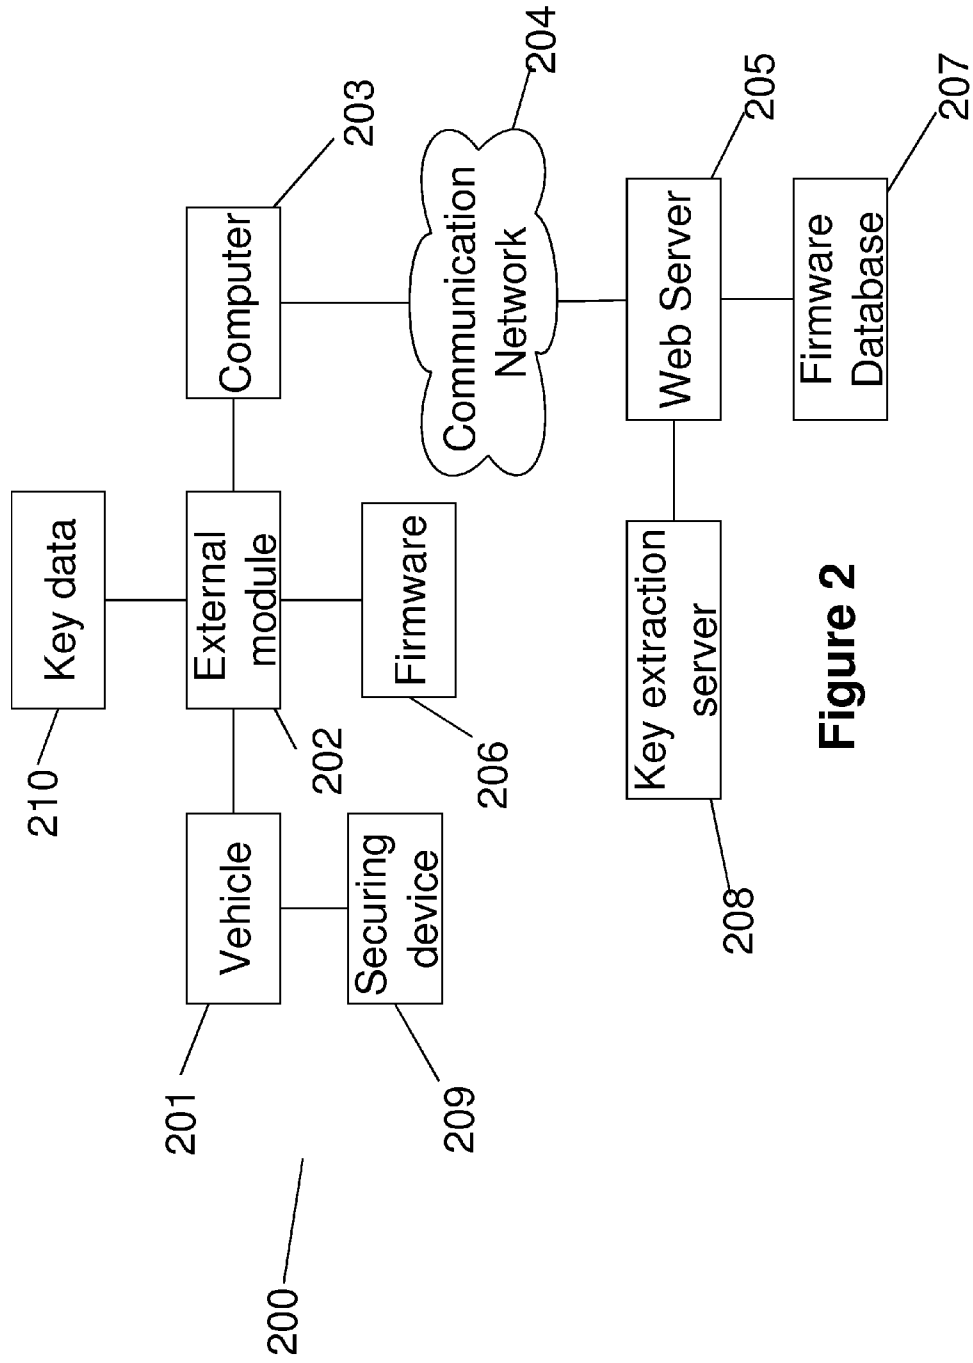 210
Key data
201
Vehicle
External
module
202
Computer
203
209
Securing
device
206
Firmware
Communication
Network
204
200
208
Key extraction
server
Web Server
205
Firmware
Database
207
Figure 2